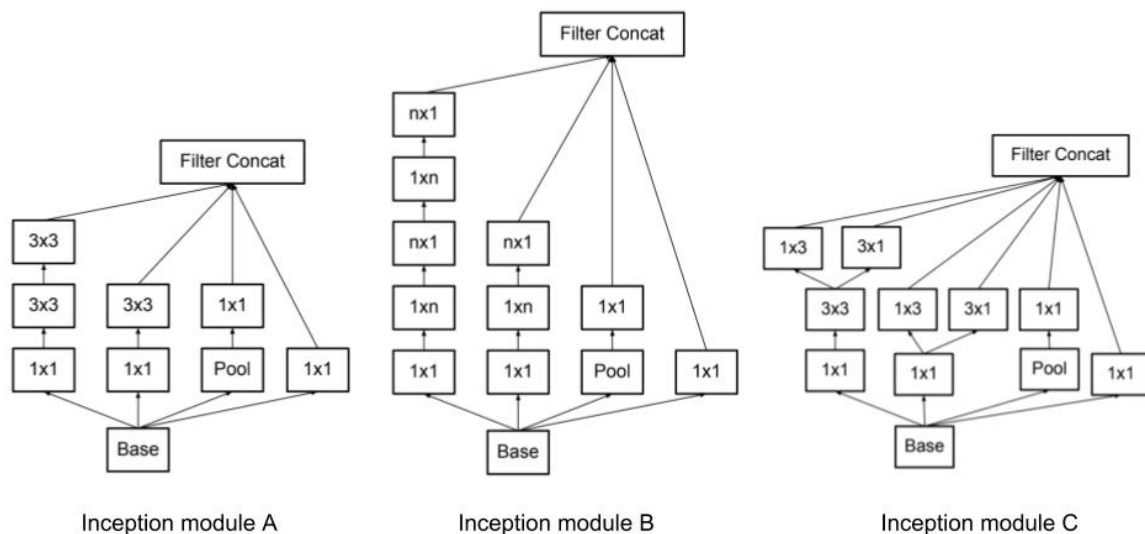 Filter Concat
3x3
3x3
3x3
1x1
1x1
1x1
Pool
1x1
Base
Inception module A
Filter Concat
nx1
1xn
nx1
nx1
1xn
1xn
1x1
1x1
1x1
Pool
1x1
Base
Inception module B
Filter Concat
1x3
3x1
3x3
1x3
3x1
1x1
1x1
1x1
Pool
1x1
Base
Inception module C